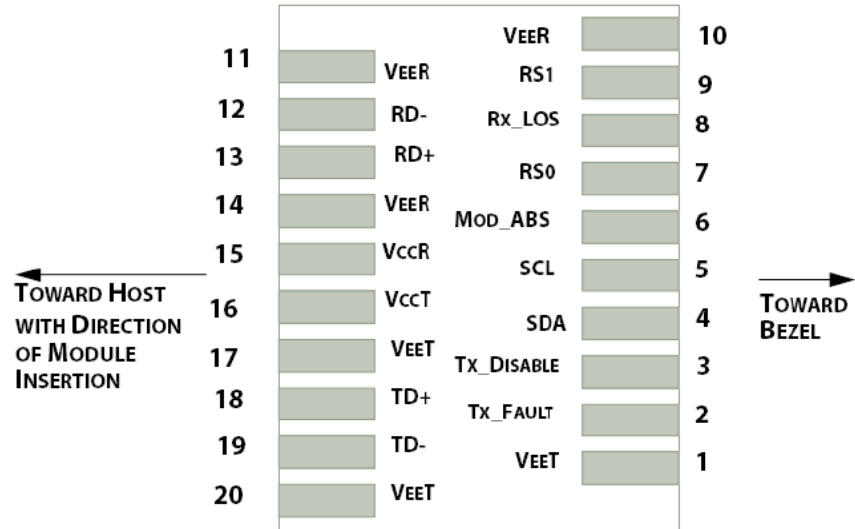 11 VEER
12 RD-
13 RD+
14 VEER
15 VCCR
16 VCCT
17 VEET
18 TD+
19 TD-
20 VEET
TOWARD HOST
WITH DIRECTION
OF MODULE
INSERTION
VEER 10
RS1 9
RX_LOS 8
RS0 7
MOD_ABS 6
SCL 5
SDA 4
TX_DISABLE 3
TX_FAULT 2
VEET 1
TOWARD
BEZEL